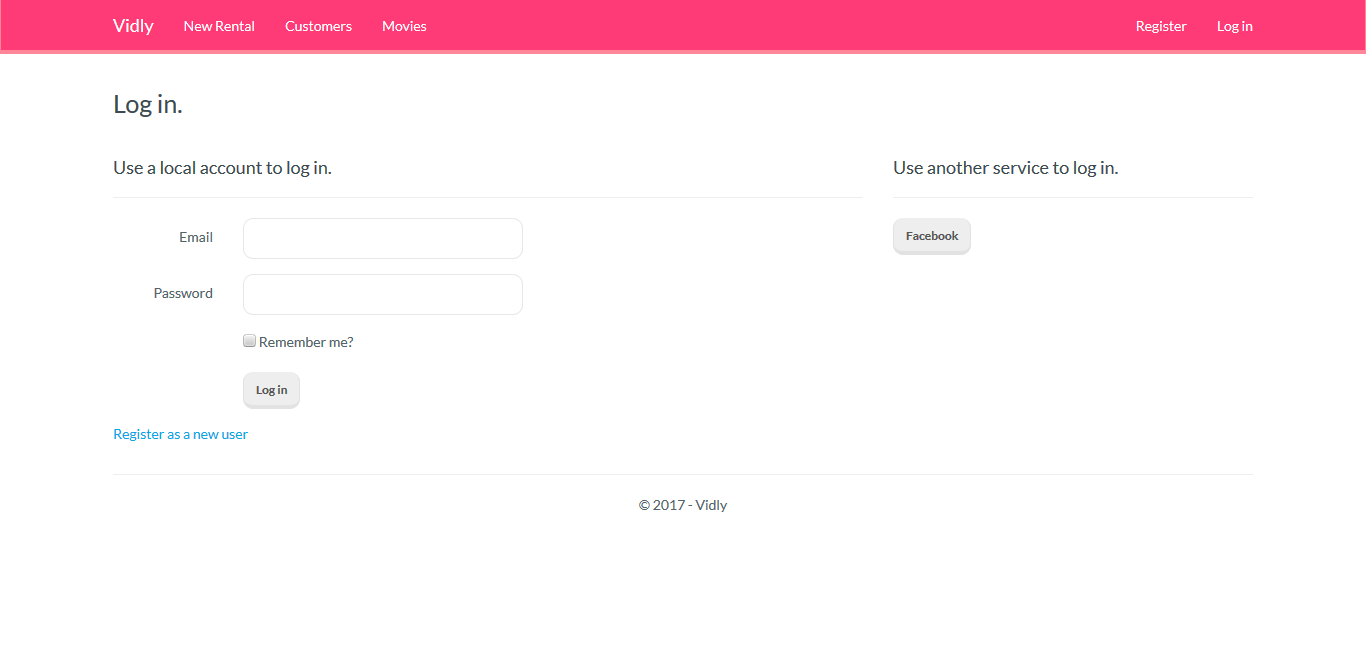 Vidly New Rental Customers Movies Register Log in
Log in.
Use a local account to log in.
Email
Password
Remember me?
Log in
Register as a new user
Use another service to log in.
Facebook
© 2017 - Vidly